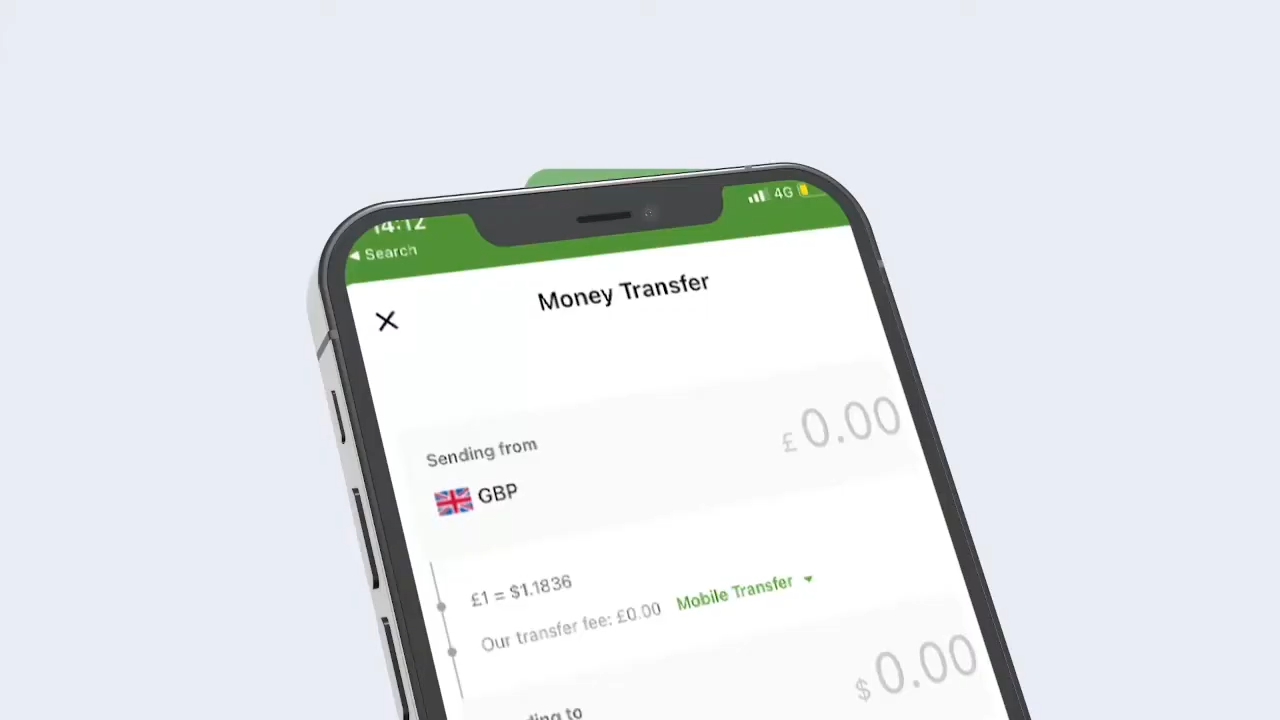 14:12
4G
Search
Money Transfer
£ 0.00
Sending from
GBP
£1 = $1.1836
Our transfer fee: £0.00 Mobile Transfer
$ 0.00
to